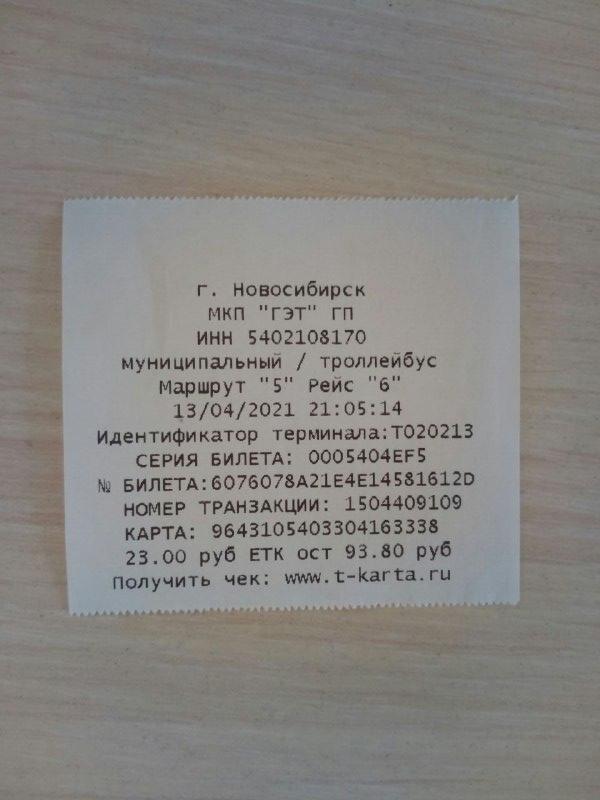 г. Новосибирск
МКП "ГЭТ" ГП
ИНН 5402108170
муниципальный / троллейбус
Маршрут "5" Рейс "6"
13/04/2021 21:05:14
Идентификатор терминала:Т020213
СЕРИЯ БИЛЕТА: 0005404EF5
№ БИЛЕТА:6076078A21E4E14581612D
НОМЕР ТРАНЗАКЦИИ: 1504409109
КАРТА: 9643105403304163338
23.00 руб ЕТК ост 93.80 руб
Получить чек: www.t-karta.ru